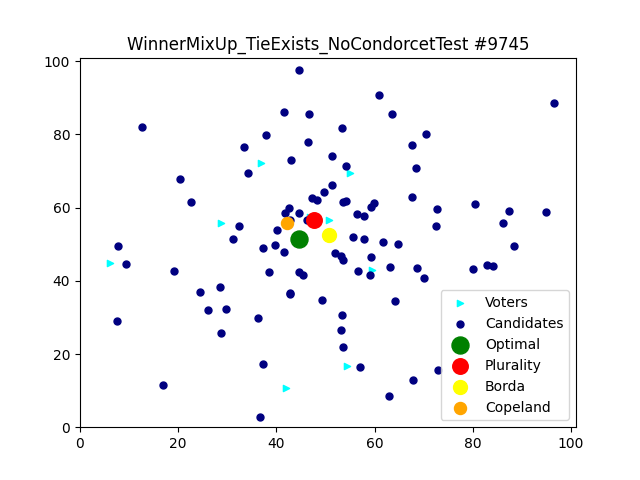 WinnerMixUp_TieExists_NoCondorcetTest #9745
100
80
60
40
20
0
0 20 40 60 80 100
Voters
Candidates
Optimal
Plurality
Borda
Copeland